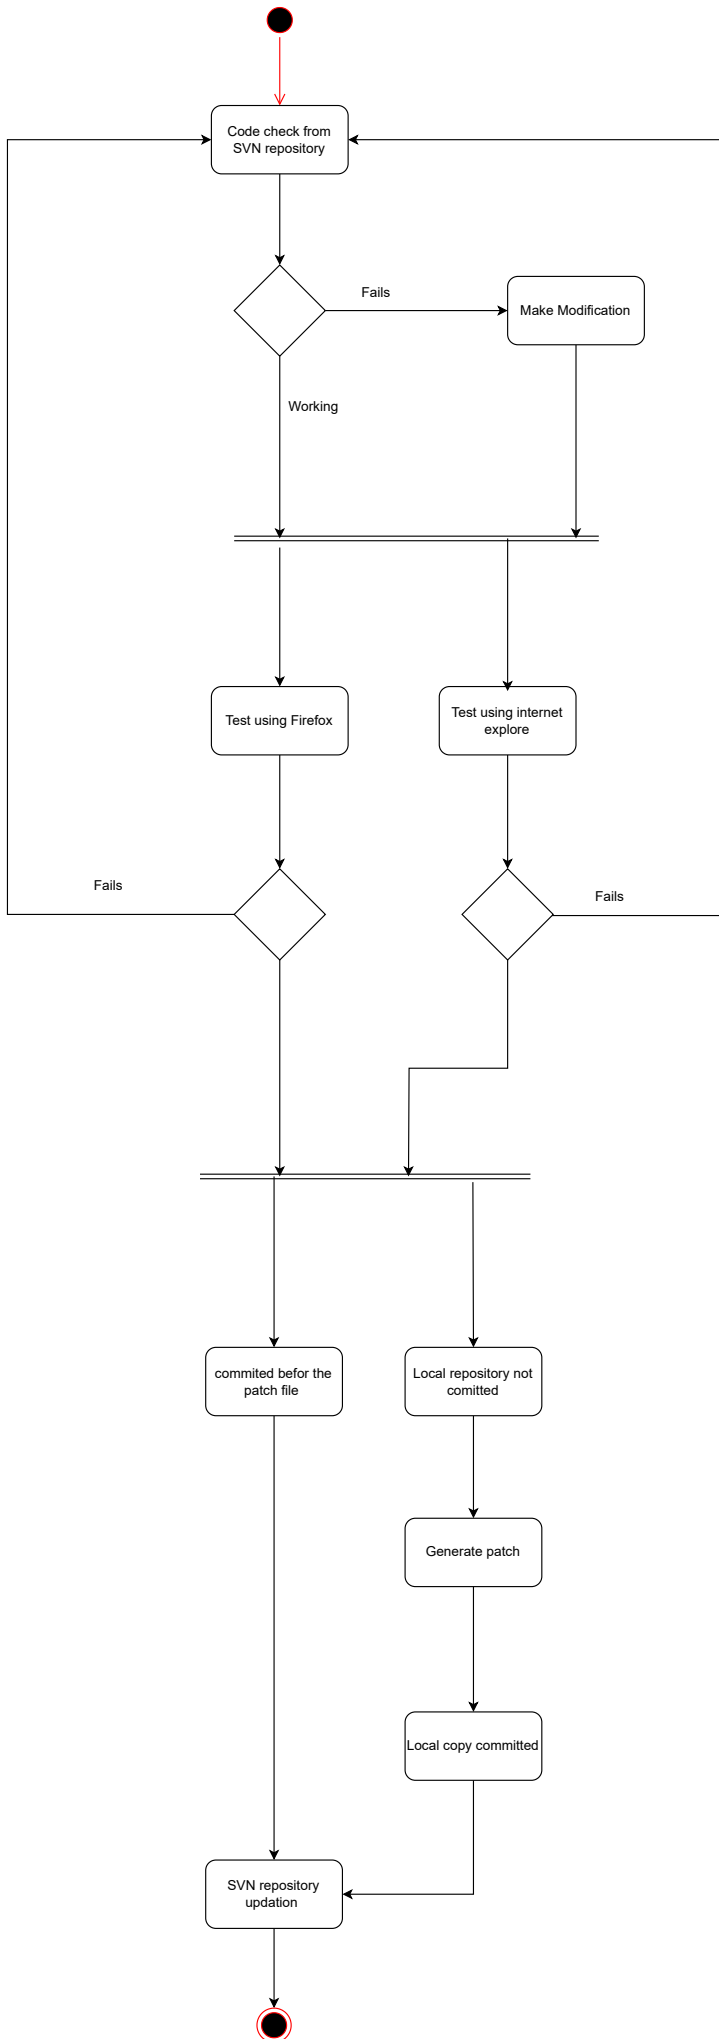 Code check from
SVN repository
Fails
Make Modification
Working
Test using Firefox
Test using internet
explore
Fails
Fails
commited befor the
patch file
Local repository not
comitted
Generate patch
Local copy committed
SVN repository
updation